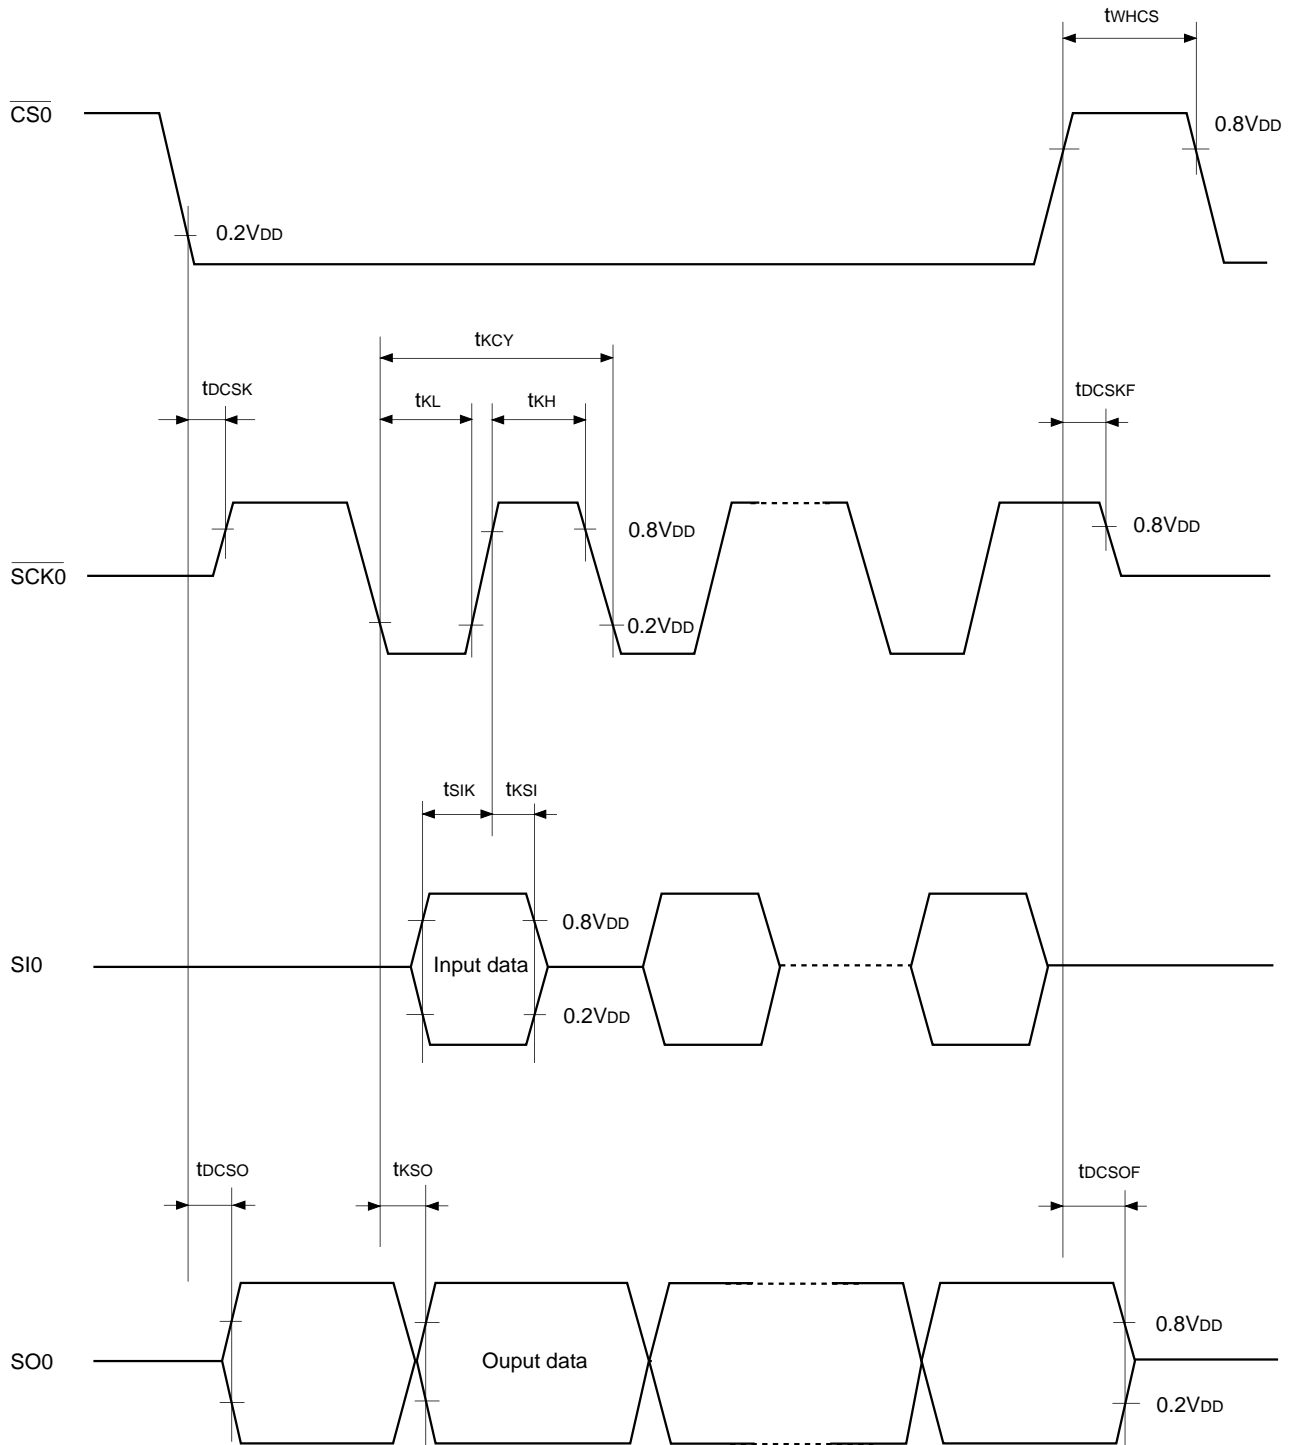 tWHCS
CS0
0.8VDD
0.2VDD
tKCY
tDCSK
tKL
tKH
tDCSKF
0.8VDD
0.8VDD
SCK0
0.2VDD
tSIK
tKSI
0.8VDD
SI0
Input data
0.2VDD
tDCSO
tKSO
tDCSOF
0.8VDD
SO0
Ouput data
0.2VDD